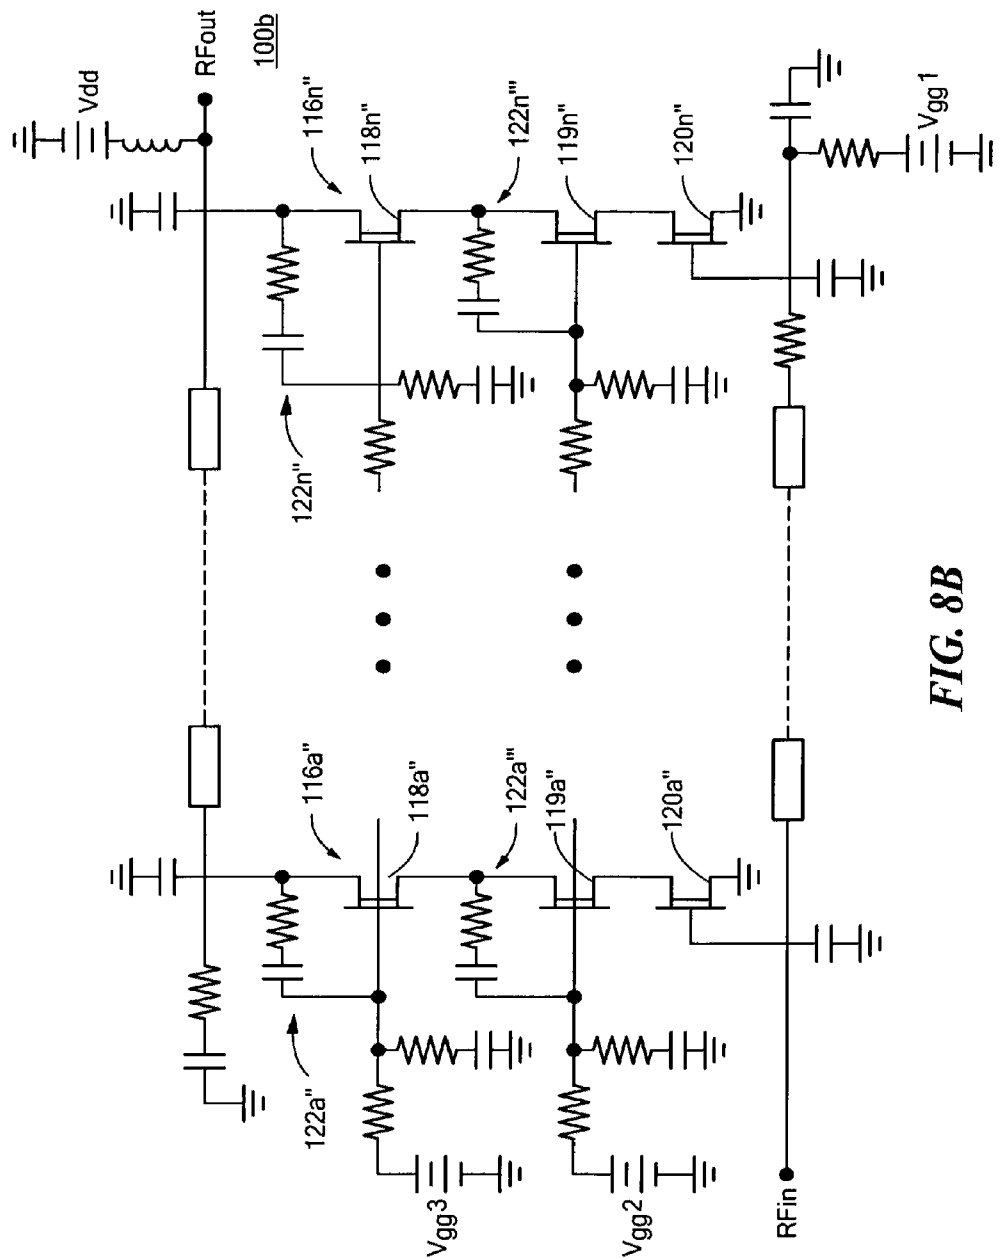 Vdd
RFout
100b
116n"
118n"
122n"'
119n"
120n"
Vgg1
122n"
116a"
118a"
122a"'
119a"
120a"
122a"
Vgg3
Vgg2
RFin
FIG. 8B